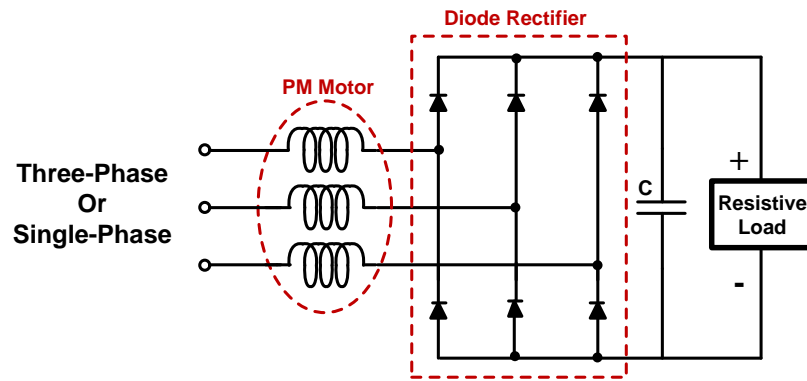 Diode Rectifier
PM Motor
Three-Phase
Or
Single-Phase
C
+
Resistive
Load
-